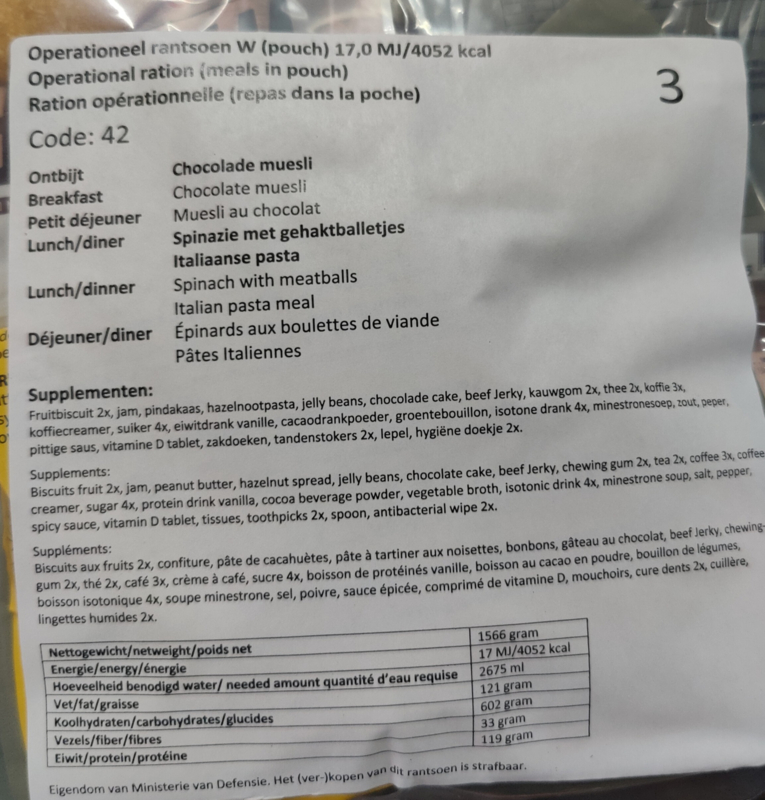 Operationeel rantsoen W (pouch) 17,0 MJ/4052 kcal
Operational ration (meals in pouch)
Ration opérationnelle (repas dans la poche)
3
Code: 42
Ontbijt Chocolade muesli
Breakfast Chocolate muesli
Petit déjeuner Muesli au chocolat
Lunch/diner Spinazie met gehaktballetjes
Italiaanse pasta
Lunch/dinner Spinach with meatballs
Italian pasta meal
Déjeuner/diner Épinards aux boulettes de viande
Pâtes Italiennes
Supplementen:
Fruitbiscuit 2x, jam, pindakaas, hazelnootpasta, jelly beans, chocolade cake, beef Jerky, kauwgom 2x, thee 2x, koffie 3x,
koffiecreamer, suiker 4x, eiwitdrank vanille, cacaodrankpoeder, groentebouillon, isotone drank 4x, minestronesoep, zout, peper,
pittige saus, vitamine D tablet, zakdoeken, tandenstokers 2x, lepel, hygiëne doekje 2x.
Supplements:
Biscuits fruit 2x, jam, peanut butter, hazelnut spread, jelly beans, chocolate cake, beef Jerky, chewing gum 2x, tea 2x, coffee 3x, coffee
creamer, sugar 4x, protein drink vanilla, cocoa beverage powder, vegetable broth, isotonic drink 4x, minestrone soup, salt, pepper,
spicy sauce, vitamin D tablet, tissues, toothpicks 2x, spoon, antibacterial wipe 2x.
Suppléments:
Biscuits aux fruits 2x, confiture, pâte de cacahuètes, pâte à tartiner aux noisettes, bonbons, gâteau au chocolat, beef Jerky, chewing-
gum 2x, thé 2x, café 3x, crème à café, sucre 4x, boisson de protéinés vanille, boisson au cacao en poudre, bouillon de légumes,
boisson isotonique 4x, soupe minestrone, sel, poivre, sauce épicée, comprimé de vitamine D, mouchoirs, cure dents 2x, cuillère,
lingettes humides 2x.
Nettogewicht/netweight/poids net 1566 gram
Energie/energy/énergie 17 MJ/4052 kcal
Hoeveelheid benodigd water/ needed amount quantité d'eau requise 2675 ml
Vet/fat/graisse 121 gram
Koolhydraten/carbohydrates/glucides 602 gram
Vezels/fiber/fibres 33 gram
Eiwit/protein/protéine 119 gram
Eigendom van Ministerie van Defensie. Het (ver-)kopen van dit rantsoen is strafbaar.